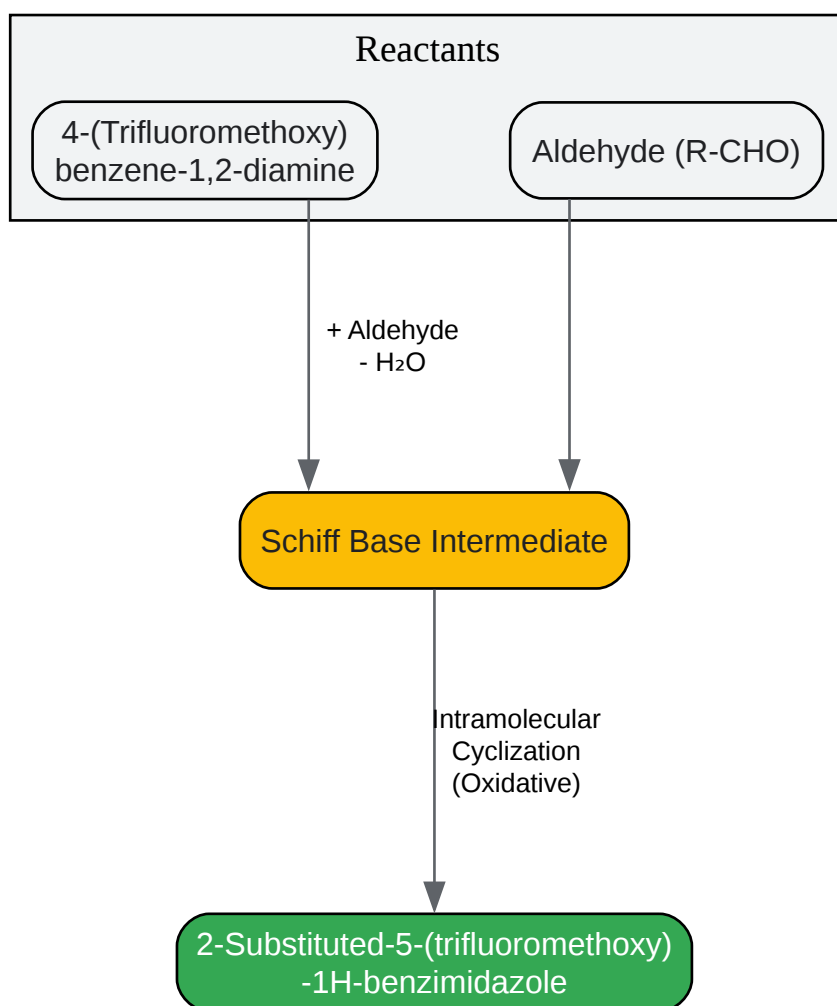 Reactants
4-(Trifluoromethoxy)
benzene-1,2-diamine
Aldehyde (R-CHO)
+ Aldehyde
- H₂O
Schiff Base Intermediate
Intramolecular
Cyclization
(Oxidative)
2-Substituted-5-(trifluoromethoxy)
-1H-benzimidazole